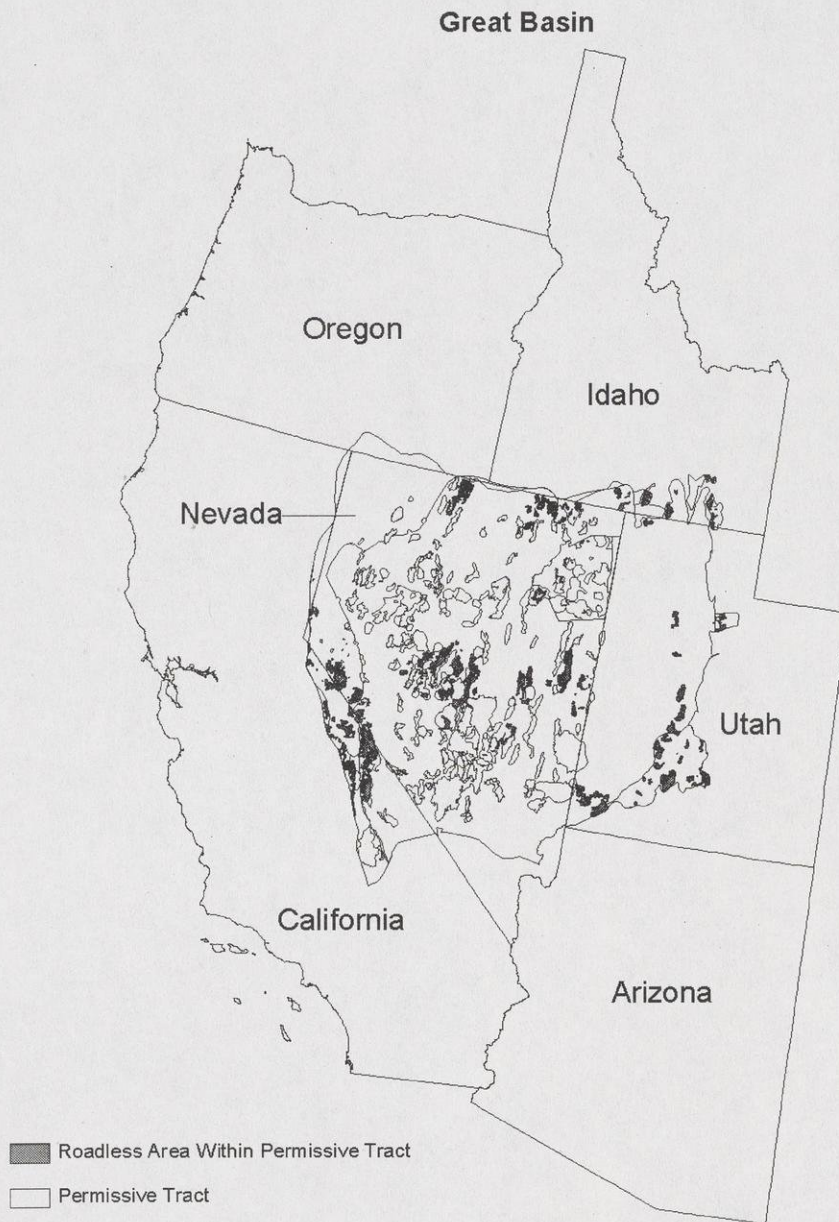 Great Basin
Oregon
Idaho
Nevada
Utah
California
Arizona
Roadless Area Within Permissive Tract
Permissive Tract